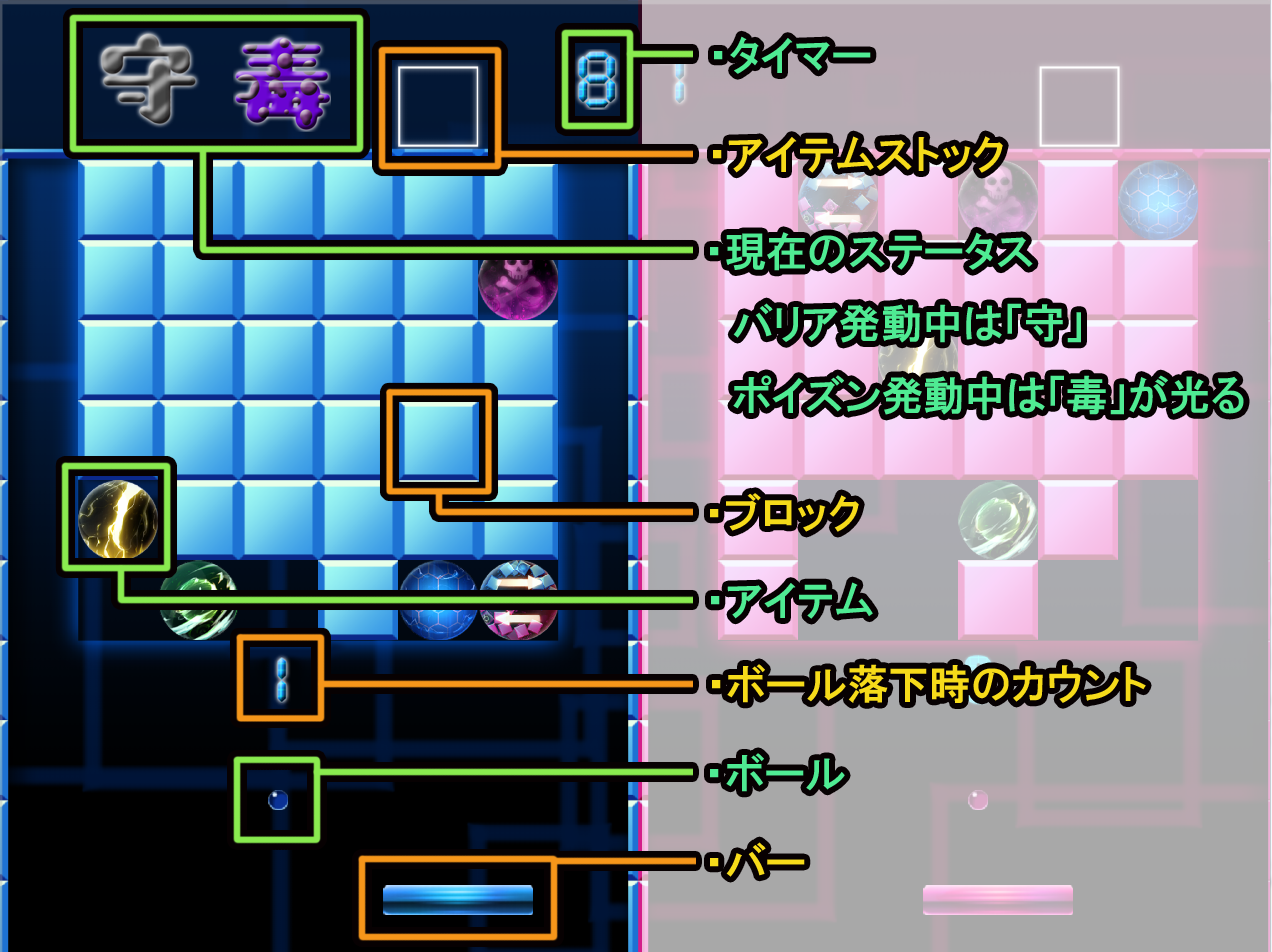 守 毒
8 1
・タイマー
・アイテムストック
・現在のステータス
バリア発動中は「守」
ポイズン発動中は「毒」が光る
・ブロック
・アイテム
1
・ボール落下時のカウント
・ボール
・バー